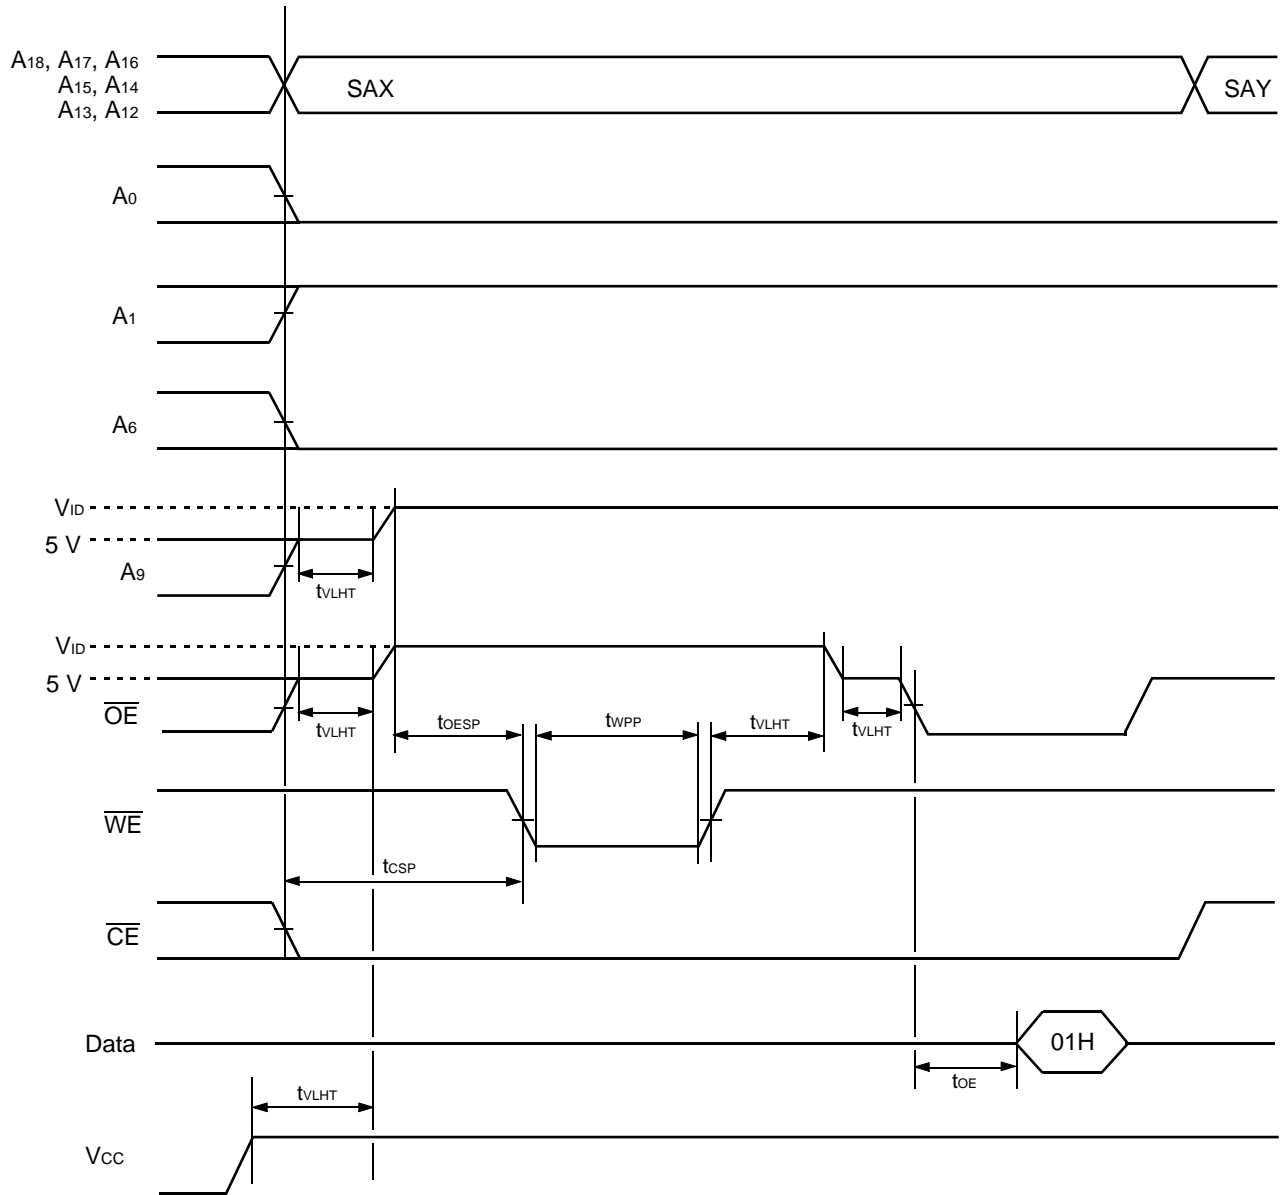 A18, A17, A16
A15, A14
A13, A12
SAX
SAY
A0
A1
A6
VID
5 V
A9
tVLHT
VID
5 V
OE
tVLHT
tOESP
tWPP
tVLHT
tVLHT
WE
tCSP
CE
Data
01H
tOE
tVLHT
VCC